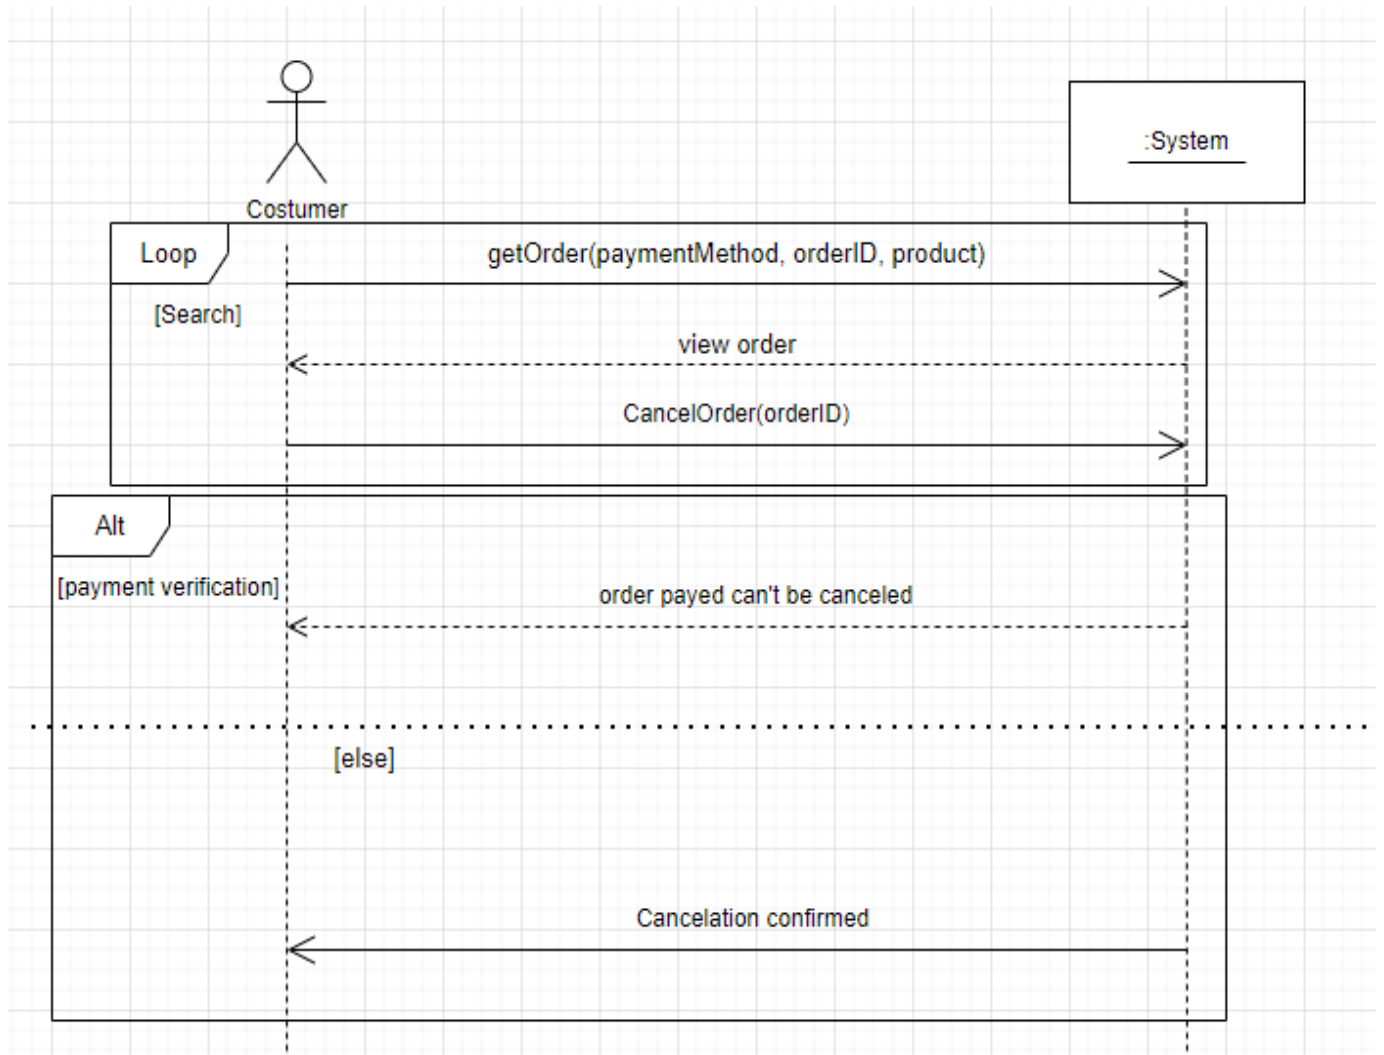 Costumer
:System
Loop
getOrder(paymentMethod, orderID, product)
[Search]
view order
CancelOrder(orderID)
Alt
[payment verification]
order payed can't be canceled
[else]
Cancelation confirmed